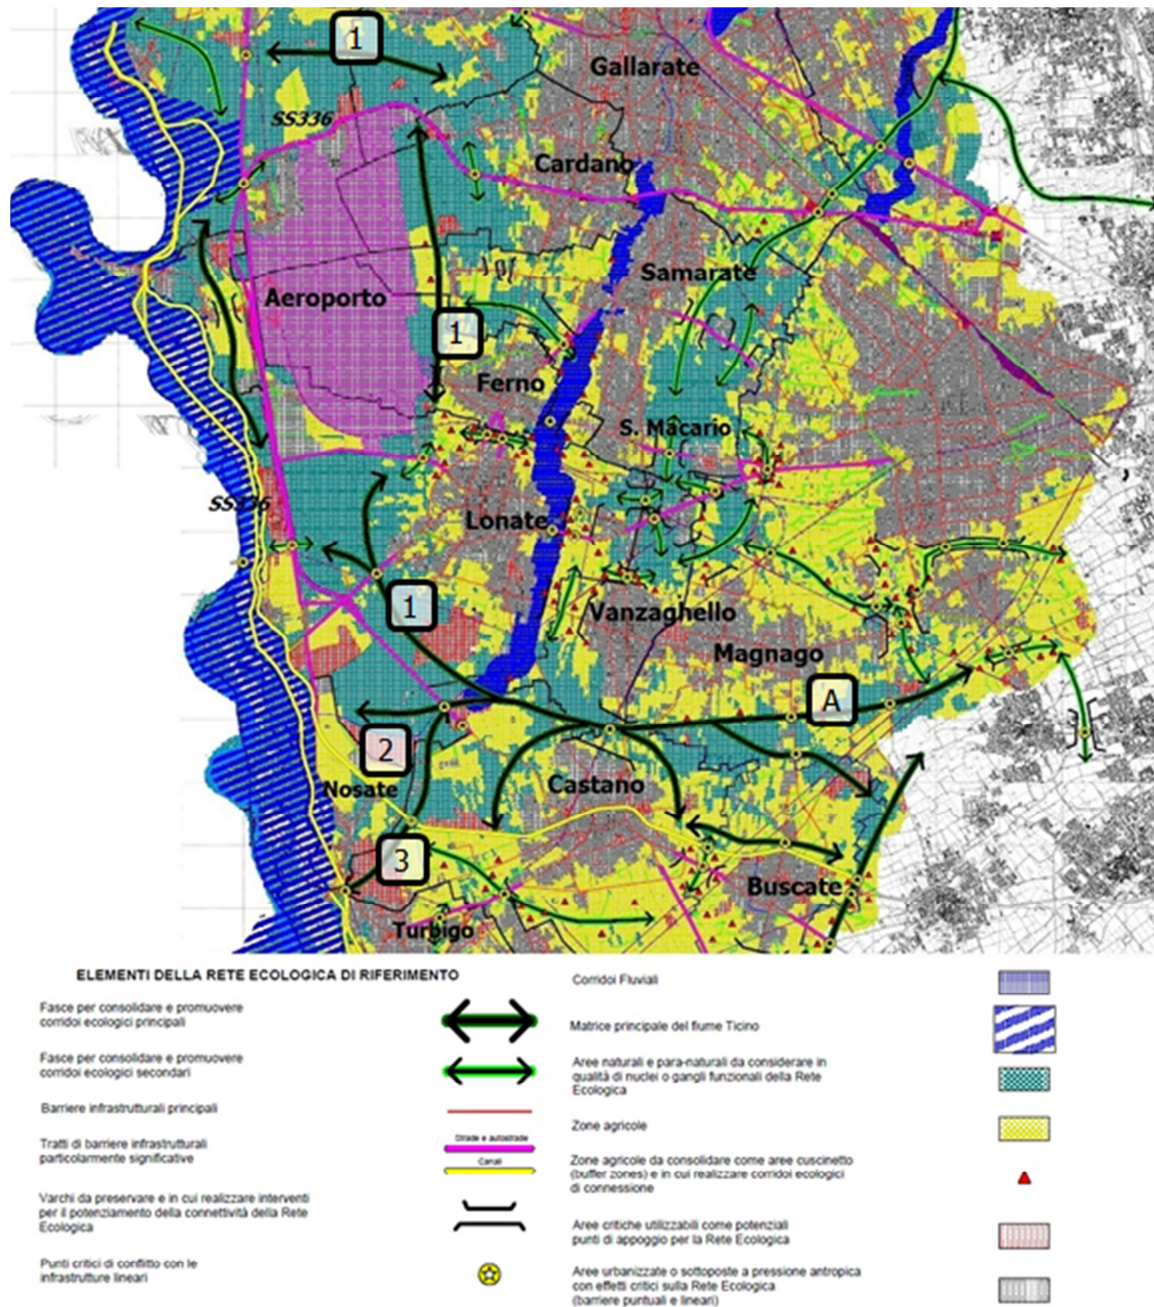 1
Gallarate
SS336
Cardano
Samarate
Aeroporto
1
Ferno
S. Macario
SS336
Lonate
1
Vanzaghello
Magnago
A
2
Nosate
Castano
3
Buscate
Turbigo
ELEMENTI DELLA RETE ECOLOGICA DI RIFERIMENTO
Fasce per consolidare e promuovere
corridoi ecologici principali
Fasce per consolidare e promuovere
corridoi ecologici secondari
Barriere infrastrutturali principali
Tratti di barriere infrastrutturali
particolarmente significative
Strade e autostrade
Canali
Varchi da preservare e in cui realizzare interventi
per il potenziamento della connettività della Rete
Ecologica
Punti critici di conflitto con le
infrastrutture lineari
Corridoi Fluviali
Matrice principale del fiume Ticino
Aree naturali e para-naturali da considerare in
qualità di nuclei o gangli funzionali della Rete
Ecologica
Zone agricole
Zone agricole da consolidare come aree cuscinetto
(buffer zones) e in cui realizzare corridoi ecologici
di connessione
Aree critiche utilizzabili come potenziali
punti di appoggio per la Rete Ecologica
Aree urbanizzate o sottoposte a pressione antropica
con effetti critici sulla Rete Ecologica
(barriere puntuali e lineari)